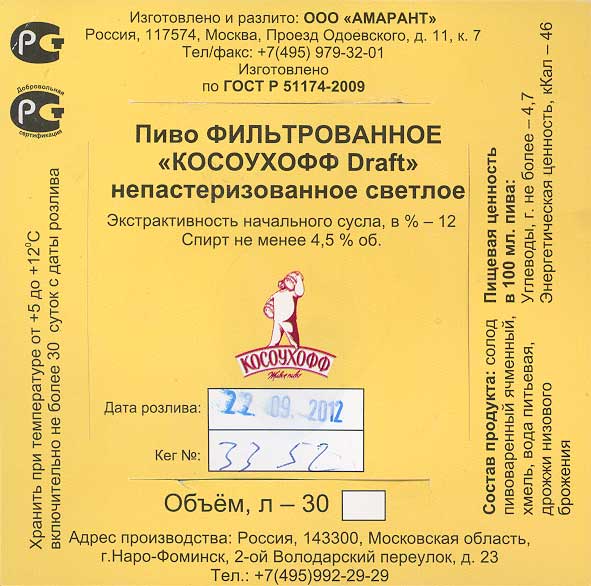 Изготовлено и разлито: ООО «АМАРАНТ»
Россия, 117574, Москва, Проезд Одоевского, д. 11, к. 7
Тел/факс: +7(495) 979-32-01
Изготовлено
по ГОСТ Р 51174-2009
Добровольная
сертификация
Пиво ФИЛЬТРОВАННОЕ
«КОСОУХОФФ Draft»
непастеризованное светлое
Экстрактивность начального сусла, в % – 12
Спирт не менее 4,5 % об.
КОСОУХОФФ
Живое пиво
Дата розлива: 22 09. 2012
Кег №: 33 52
Объём, л – 30
Хранить при температуре от +5 до +12°С
включительно не более 30 суток с даты розлива
Состав продукта: солод
пивоваренный ячменный,
хмель, вода питьевая,
дрожжи низового
брожения
Пищевая ценность
в 100 мл. пива:
Углеводы, г. не более – 4,7
Энергетическая ценность, кКал – 46
Адрес производства: Россия, 143300, Московская область,
г.Наро-Фоминск, 2-ой Володарский переулок, д. 23
Тел.: +7(495)992-29-29